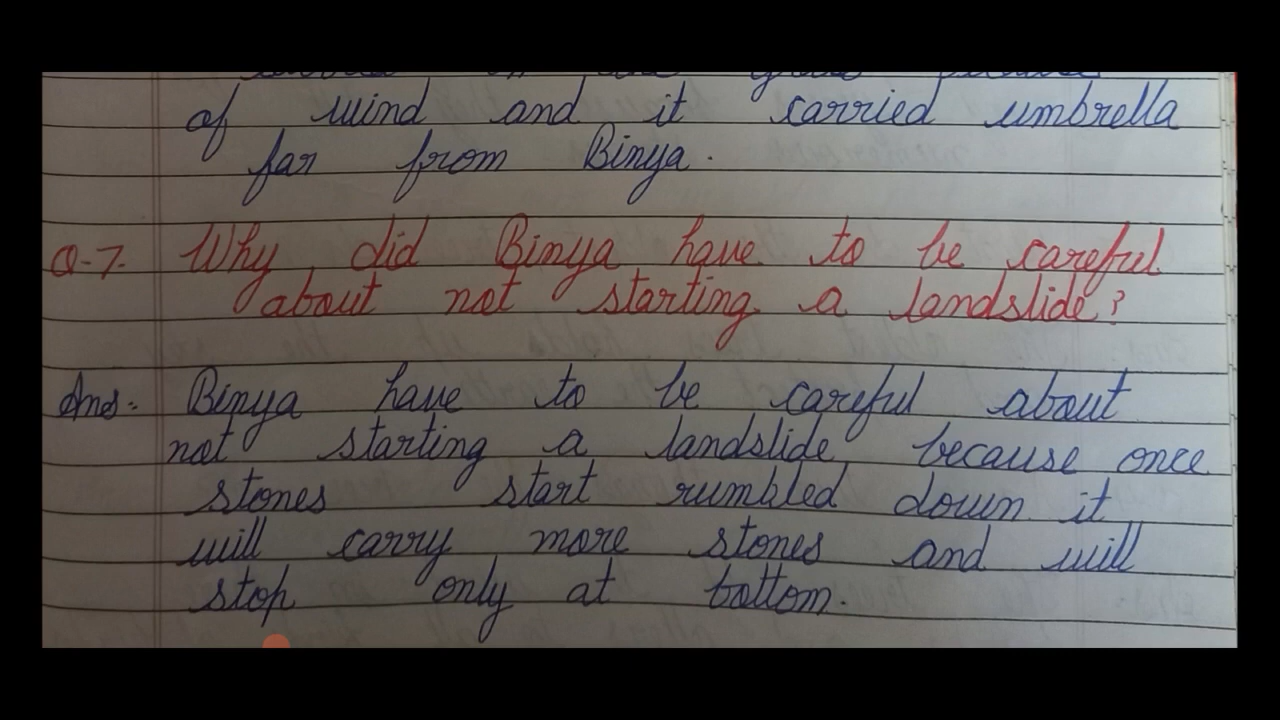 of wind and it carried umbrella
far from Binya.
Q-7. Why did Binya have to be careful
about not starting a landslide?
Ans:- Binya have to be careful about
not starting a landslide because once
stones start rumbled down it
will carry more stones and will
stop only at bottom.